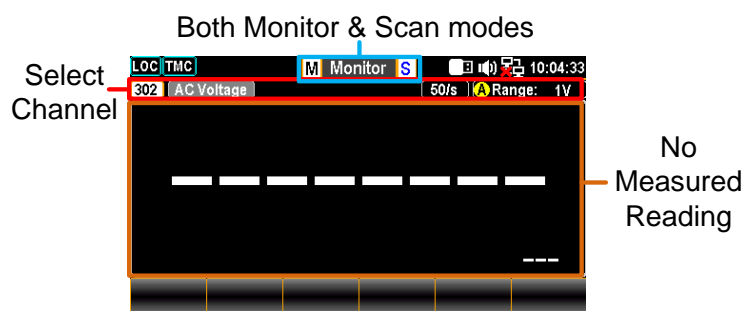 Both Monitor & Scan modes
LOC TMC M Monitor S 10:04:33
Select
Channel
302 AC Voltage 50/s A Range: 1V
No
Measured
Reading